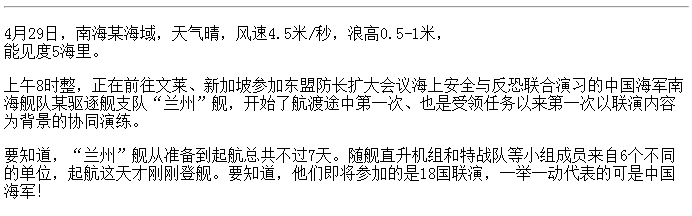 4月29日，南海某海域，天气晴，风速4.5米/秒，浪高0.5-1米，
能见度5海里。
上午8时整，正在前往文莱、新加坡参加东盟防长扩大会议海上安全与反恐联合演习的中国海军南
海舰队某驱逐舰支队“兰州”舰，开始了航渡途中第一次、也是受领任务以来第一次以联演内容
为背景的协同演练。
要知道，“兰州”舰从准备到起航总共不过7天。随舰直升机组和特战队等小组成员来自6个不同
的单位，起航这天才刚刚登舰。要知道，他们即将参加的是18国联演，一举一动代表的可是中国
海军!